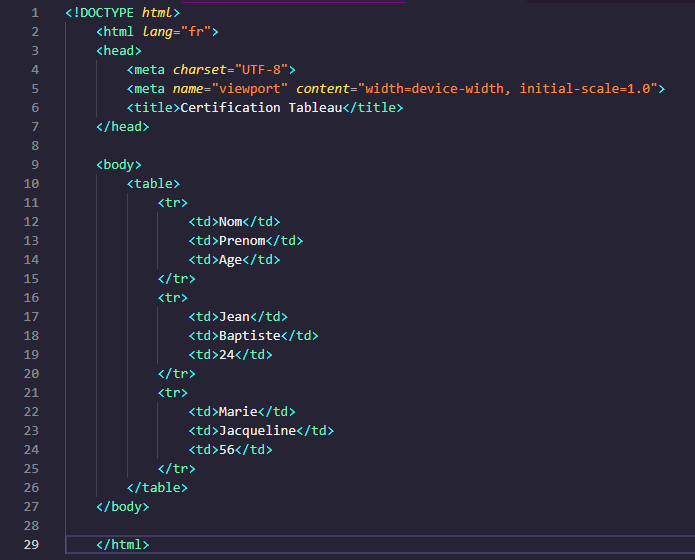 1 <!DOCTYPE html>
2 <html lang="fr">
3 <head>
4 <meta charset="UTF-8">
5 <meta name="viewport" content="width=device-width, initial-scale=1.0">
6 <title>Certification Tableau</title>
7 </head>
8
9 <body>
10 <table>
11 <tr>
12 <td>Nom</td>
13 <td>Prenom</td>
14 <td>Age</td>
15 </tr>
16 <tr>
17 <td>Jean</td>
18 <td>Baptiste</td>
19 <td>24</td>
20 </tr>
21 <tr>
22 <td>Marie</td>
23 <td>Jacqueline</td>
24 <td>56</td>
25 </tr>
26 </table>
27 </body>
28
29 </html>